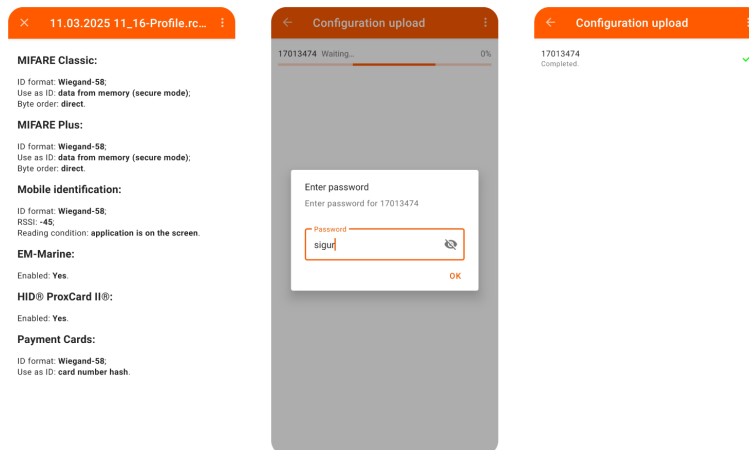 11.03.2025 11_16-Profile.rc...
MIFARE Classic:
ID format: Wiegand-58;
Use as ID: data from memory (secure mode);
Byte order: direct.
MIFARE Plus:
ID format: Wiegand-58;
Use as ID: data from memory (secure mode);
Byte order: direct.
Mobile identification:
ID format: Wiegand-58;
RSSI: -45;
Reading condition: application is on the screen.
EM-Marine:
Enabled: Yes.
HID® ProxCard II®:
Enabled: Yes.
Payment Cards:
ID format: Wiegand-58;
Use as ID: card number hash.
Configuration upload
17013474 Waiting... 0%
Enter password
Enter password for 17013474
Password
sigur
OK
Configuration upload
17013474
Completed.